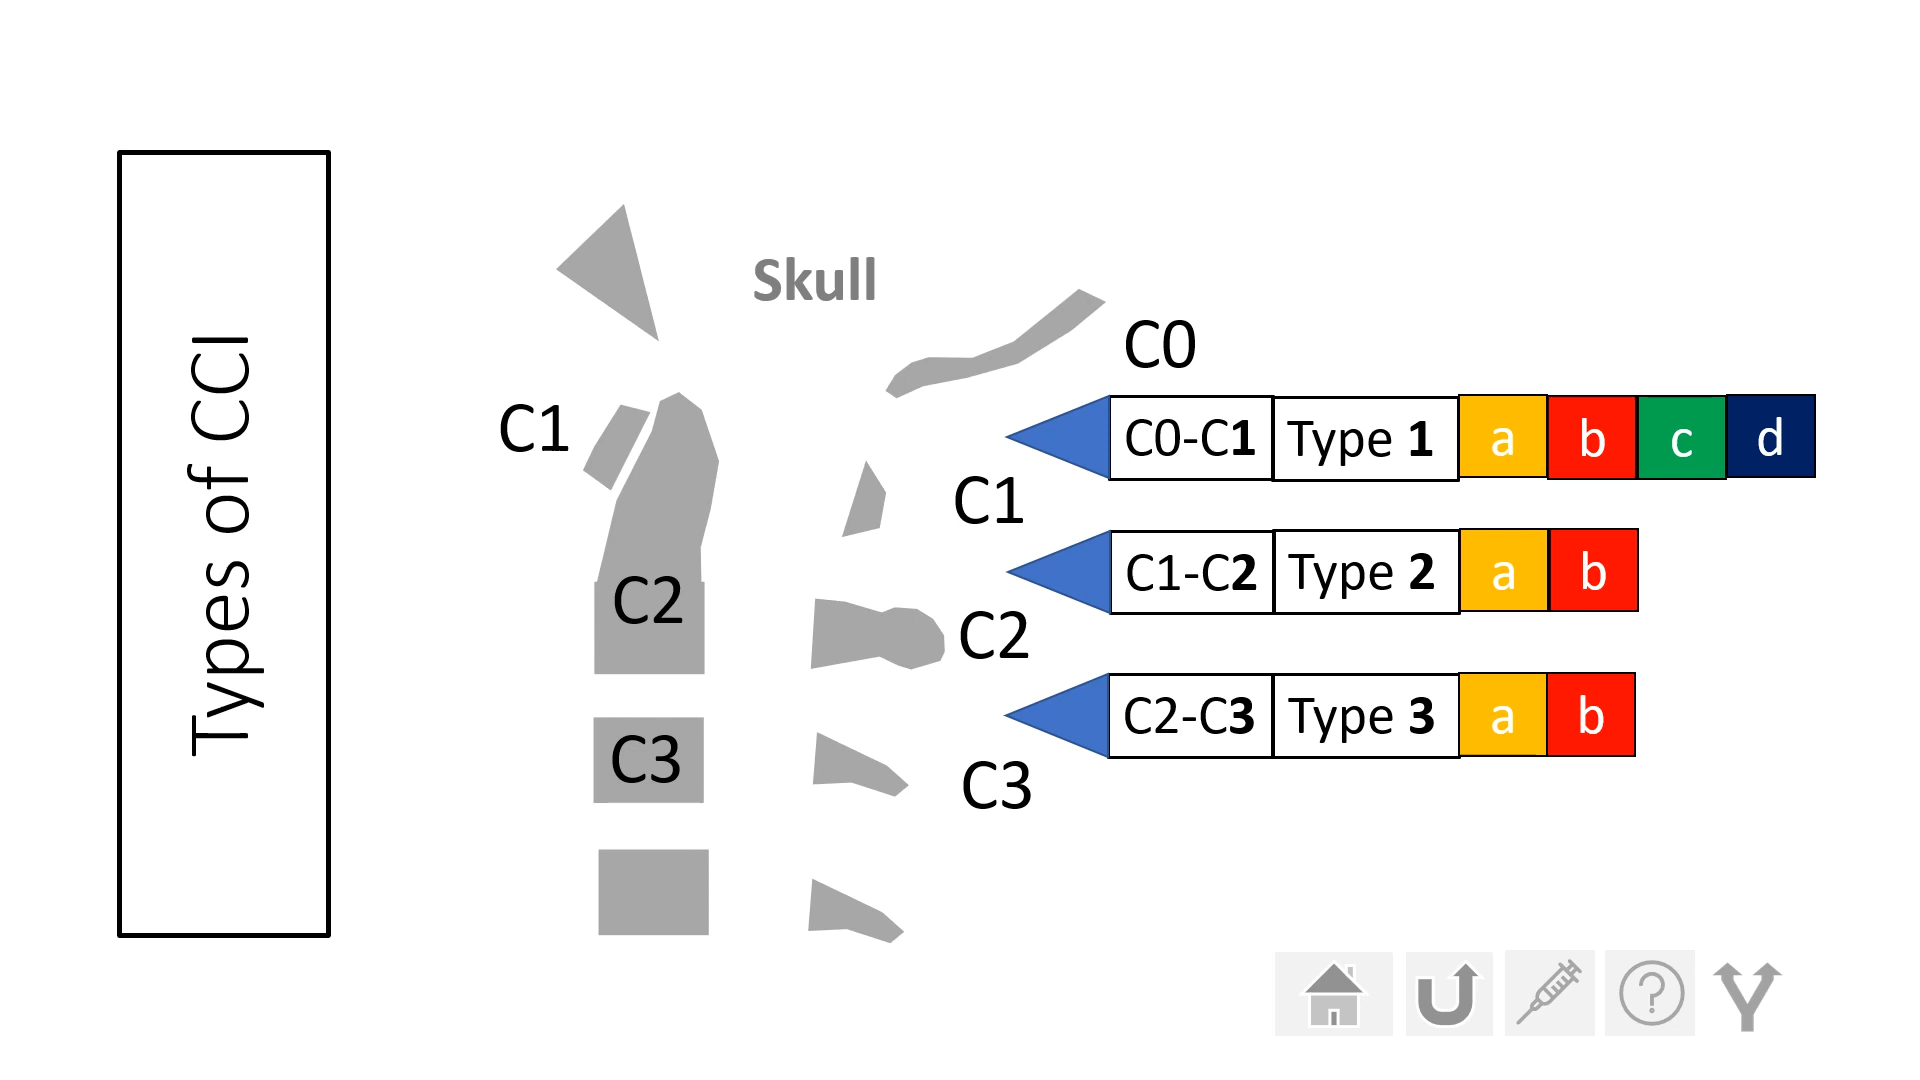 Types of CCI
Skull
C0
C1
C0-C1 Type 1 a b c d
C1
C1-C2 Type 2 a b
C2
C2
C2-C3 Type 3 a b
C3
C3
?